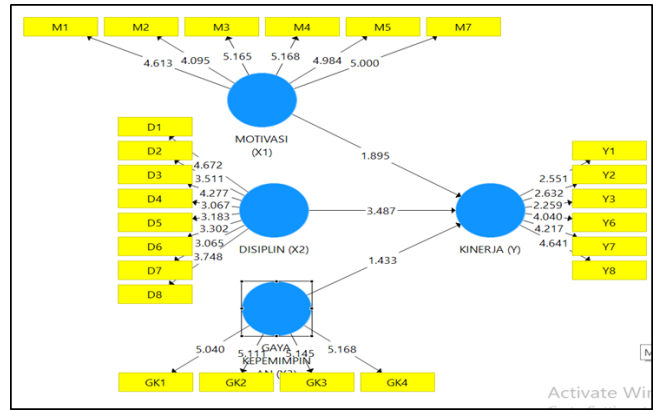 M1 M2 M3 M4 M5 M7
4.613 4.095 5.165 5.168 4.984 5.000
MOTIVASI
(X1)
1.895
D1
D2
D3
D4
D5
D6
D7
D8
4.672
3.511
4.277
3.067
3.183
3.302
3.065
3.748
DISIPLIN (X2)
3.487
1.433
KINERJA (Y)
2.551
2.632
2.259
4.040
4.217
4.641
Y1
Y2
Y3
Y6
Y7
Y8
GAYA
KEPEMIMPIN
AN (X3)
5.040 5.111 5.145 5.168
GK1 GK2 GK3 GK4
Activate Wi